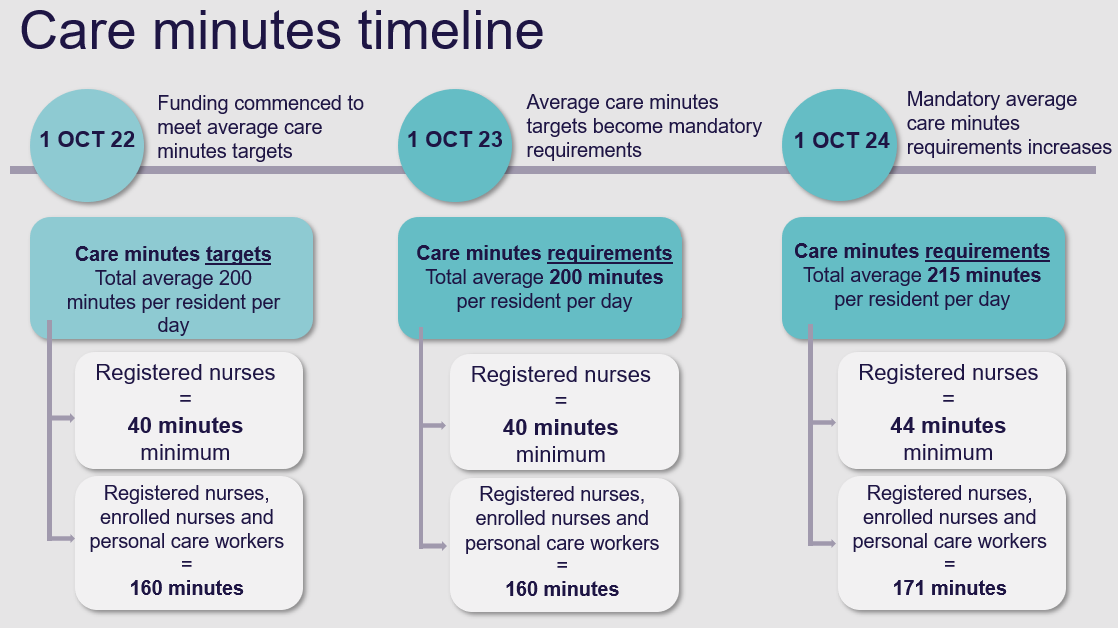 Care minutes timeline
1 OCT 22
Funding commenced to
meet average care
minutes targets
1 OCT 23
Average care minutes
targets become mandatory
requirements
1 OCT 24
Mandatory average
care minutes
requirements increases
Care minutes targets
Total average 200
minutes per resident per
day
Registered nurses
=
40 minutes
minimum
Registered nurses,
enrolled nurses and
personal care workers
=
160 minutes
Care minutes requirements
Total average 200 minutes
per resident per day
Registered nurses
=
40 minutes
minimum
Registered nurses,
enrolled nurses and
personal care workers
=
160 minutes
Care minutes requirements
Total average 215 minutes
per resident per day
Registered nurses
=
44 minutes
minimum
Registered nurses,
enrolled nurses and
personal care workers
=
171 minutes